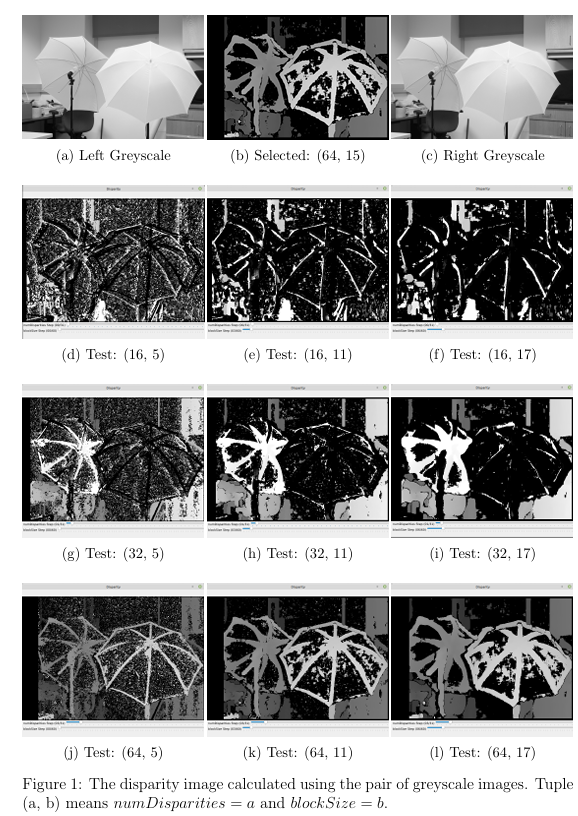 (a) Left Greyscale
(b) Selected: (64, 15)
(c) Right Greyscale
Disparity
Disparity
Disparity
(d) Test: (16, 5)
(e) Test: (16, 11)
(f) Test: (16, 17)
Disparity
Disparity
Disparity
(g) Test: (32, 5)
(h) Test: (32, 11)
(i) Test: (32, 17)
Disparity
Disparity
Disparity
(j) Test: (64, 5)
(k) Test: (64, 11)
(l) Test: (64, 17)
Figure 1: The disparity image calculated using the pair of greyscale images. Tuple
(a, b) means numDisparities = a and blockSize = b.